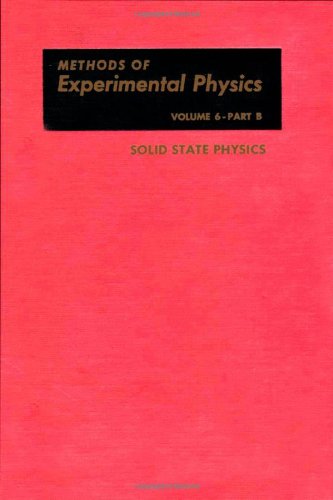 METHODS OF
Experimental Physics
VOLUME 6-PART B
SOLID STATE PHYSICS